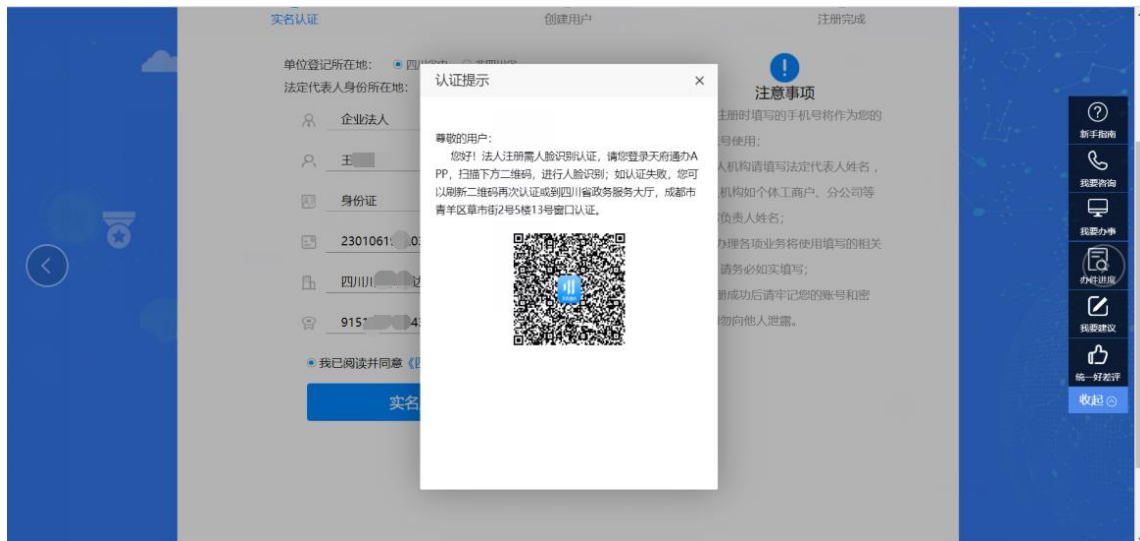 实名认证
创建用户
注册完成
单位登记所在地：
法定代表人身份所在地：
企业法人
王
身份证
2301061
四川川
915
我已阅读并同意
实名
认证提示
×
尊敬的用户：
您好！法人注册需人脸识别认证，请您登录天府通办A
PP，扫描下方二维码，进行人脸识别；如认证失败，您可
以刷新二维码再次认证或到四川省政务服务大厅，成都市
青羊区草市街2号5楼13号窗口认证。
注意事项
注册时填写的手机号将作为您的
号使用；
人机构请填写法定代表人姓名，
机构如个体工商户、分公司等
负责人姓名；
办理各项业务将使用填写的相关
请务必如实填写；
册成功后请牢记您的账号和密
勿向他人泄露。
新手指南
我要咨询
我要办事
办件进度
我要建议
统一好差评
收起